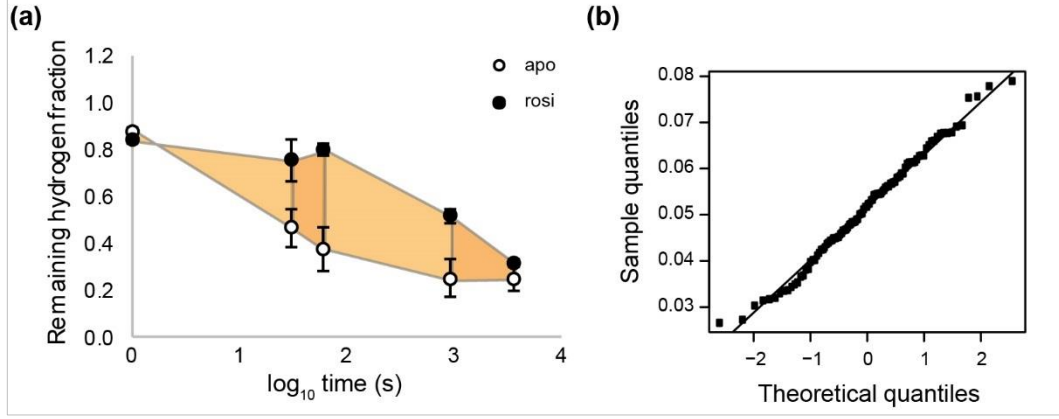 (a)
Remaining hydrogen fraction
1.2
1.0
0.8
0.6
0.4
0.2
0.0
0
1
2
3
4
log10 time (s)
apo
rosi
(b)
Sample quantiles
0.08
0.07
0.06
0.05
0.04
0.03
−2
−1
0
1
2
Theoretical quantiles